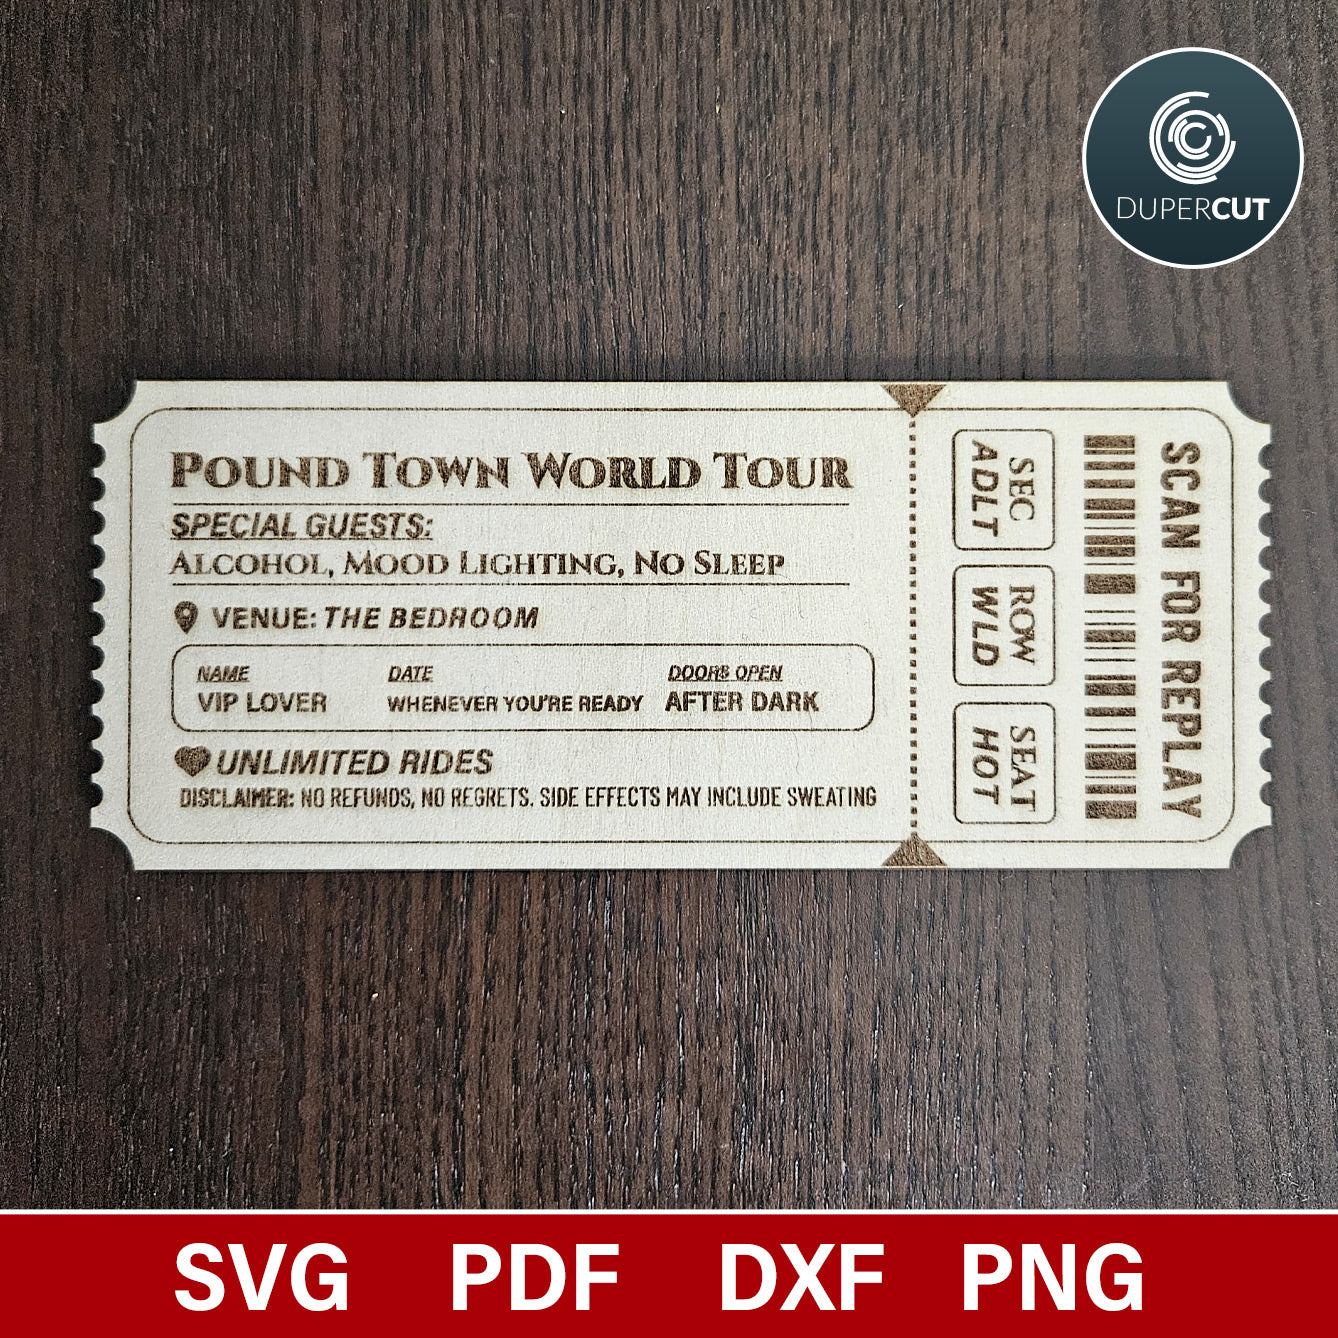 DUPERCUT
POUND TOWN WORLD TOUR
SPECIAL GUESTS:
ALCOHOL, MOOD LIGHTING, NO SLEEP
VENUE: THE BEDROOM
NAME DATE DOORS OPEN
VIP LOVER WHENEVER YOU'RE READY AFTER DARK
UNLIMITED RIDES
DISCLAIMER: NO REFUNDS, NO REGRETS. SIDE EFFECTS MAY INCLUDE SWEATING
SEC
ADLT
ROW
WLD
SEAT
HOT
SCAN FOR REPLAY
SVG PDF DXF PNG